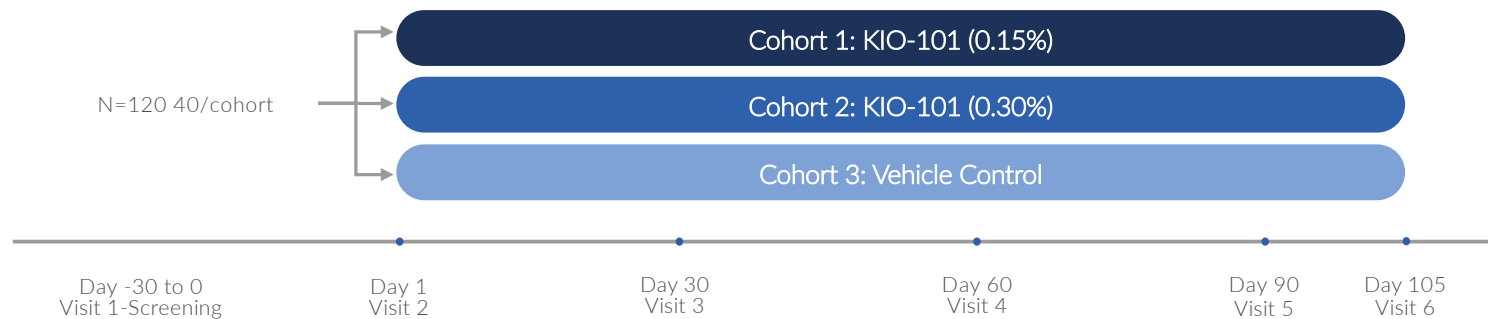 Cohort 1: KIO-101 (0.15%)
N=120 40/cohort
Cohort 2: KIO-101 (0.30%)
Cohort 3: Vehicle Control
Day -30 to 0
Visit 1-Screening
Day 1
Visit 2
Day 30
Visit 3
Day 60
Visit 4
Day 90
Visit 5
Day 105
Visit 6